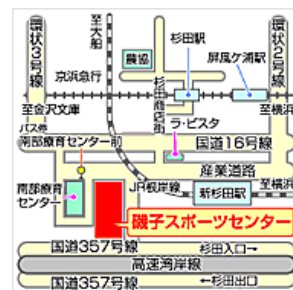 環状3号線
至大船
農協
杉田駅
屏風ケ浦駅
環状2号線
京浜急行
至金沢文庫
杉田商店街
至横浜
バス停
南部療育センター前
ラ・ビスタ
国道16号線
産業道路
南部療育
センター
JR根岸線
新杉田駅
至横浜
磯子スポーツセンター
国道357号線
杉田入口→
高速湾岸線
国道357号線
←杉田出口